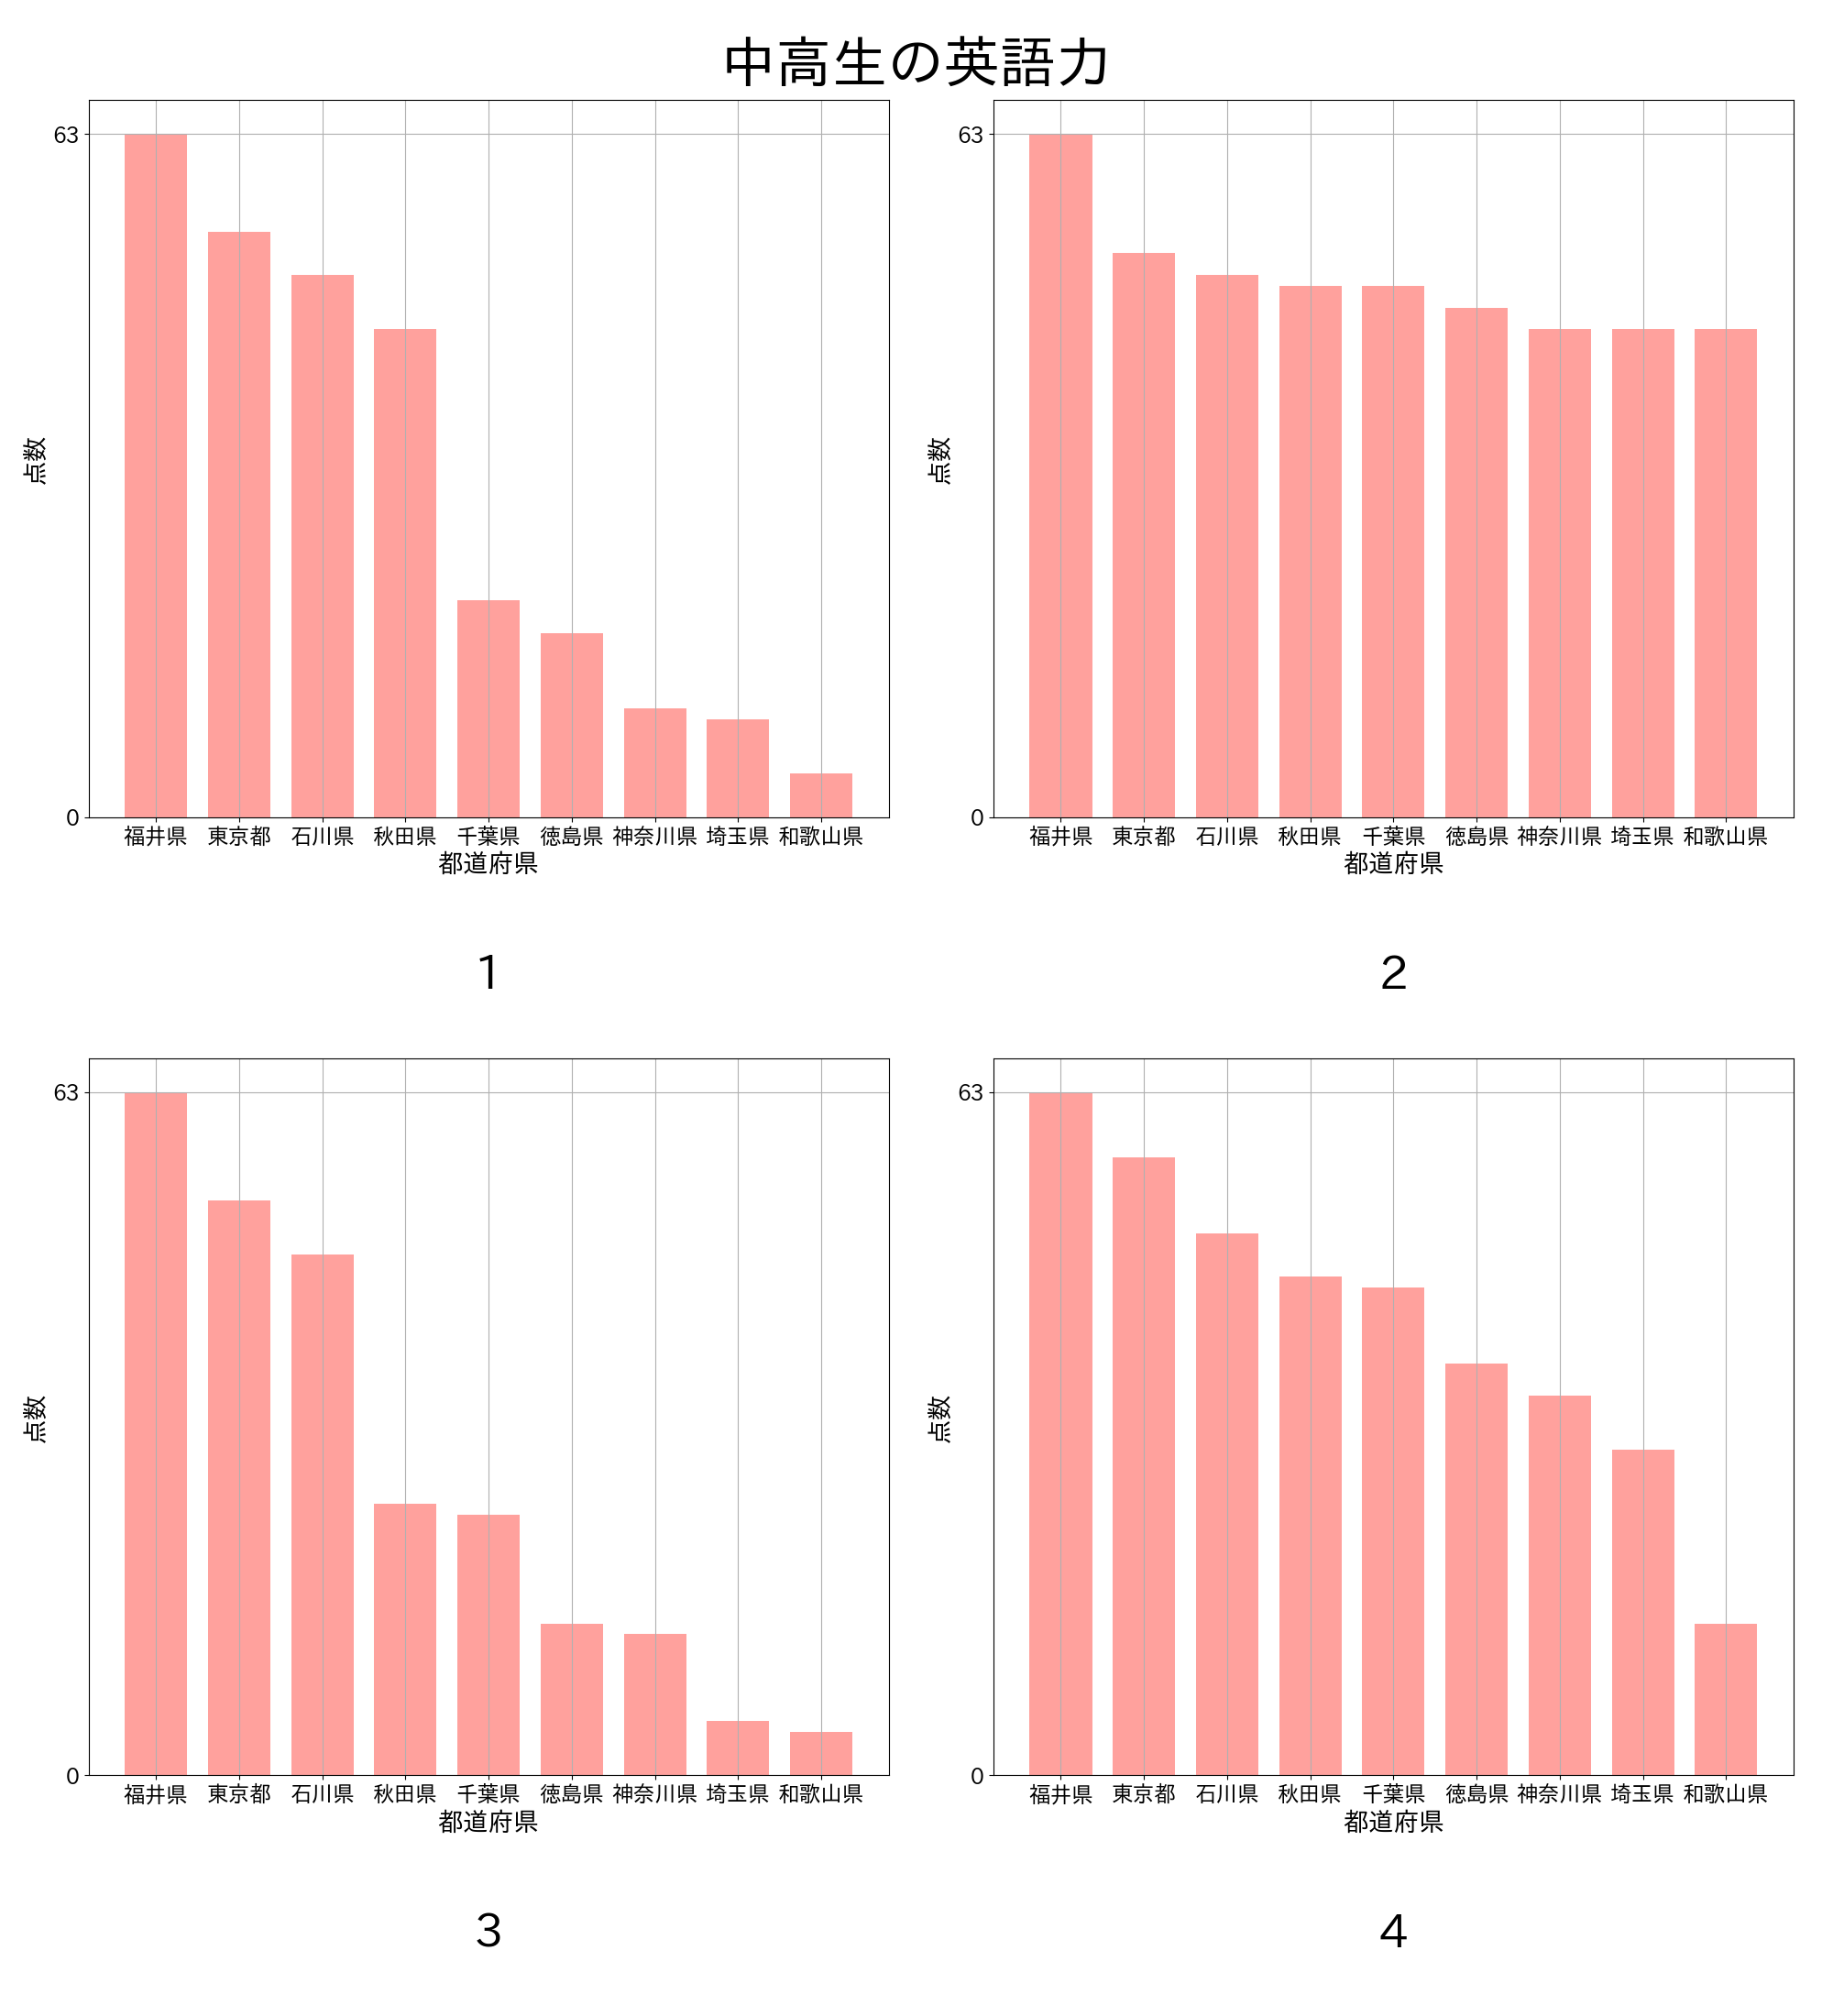 中高生の英語力
63
0
点数
福井県 東京都 石川県 秋田県 千葉県 徳島県 神奈川県 埼玉県 和歌山県
都道府県
1
63
0
点数
福井県 東京都 石川県 秋田県 千葉県 徳島県 神奈川県 埼玉県 和歌山県
都道府県
2
63
0
点数
福井県 東京都 石川県 秋田県 千葉県 徳島県 神奈川県 埼玉県 和歌山県
都道府県
3
63
0
点数
福井県 東京都 石川県 秋田県 千葉県 徳島県 神奈川県 埼玉県 和歌山県
都道府県
4